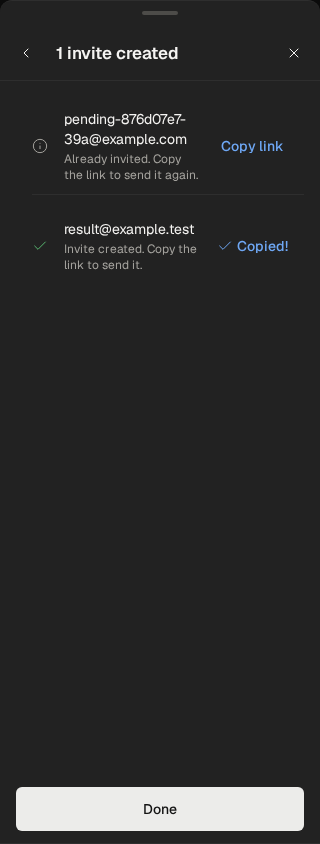 1 invite created
pending-876d07e7-
39a@example.com
Already invited. Copy
the link to send it again.
Copy link
result@example.test
Invite created. Copy the
link to send it.
Copied!
Done